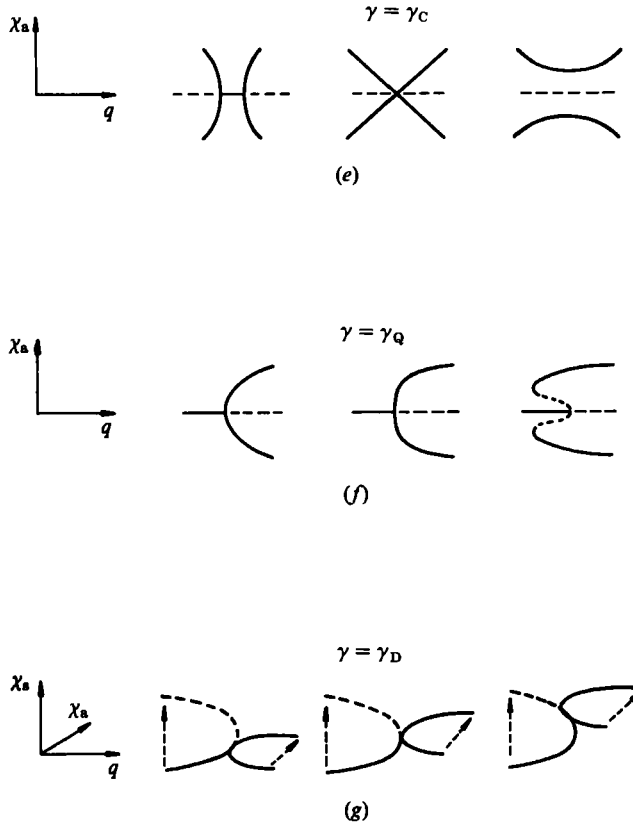 γ = γ_C
χ_a
q
(e)
γ = γ_Q
χ_a
q
(f)
γ = γ_D
χ_s
χ_a
q
(g)